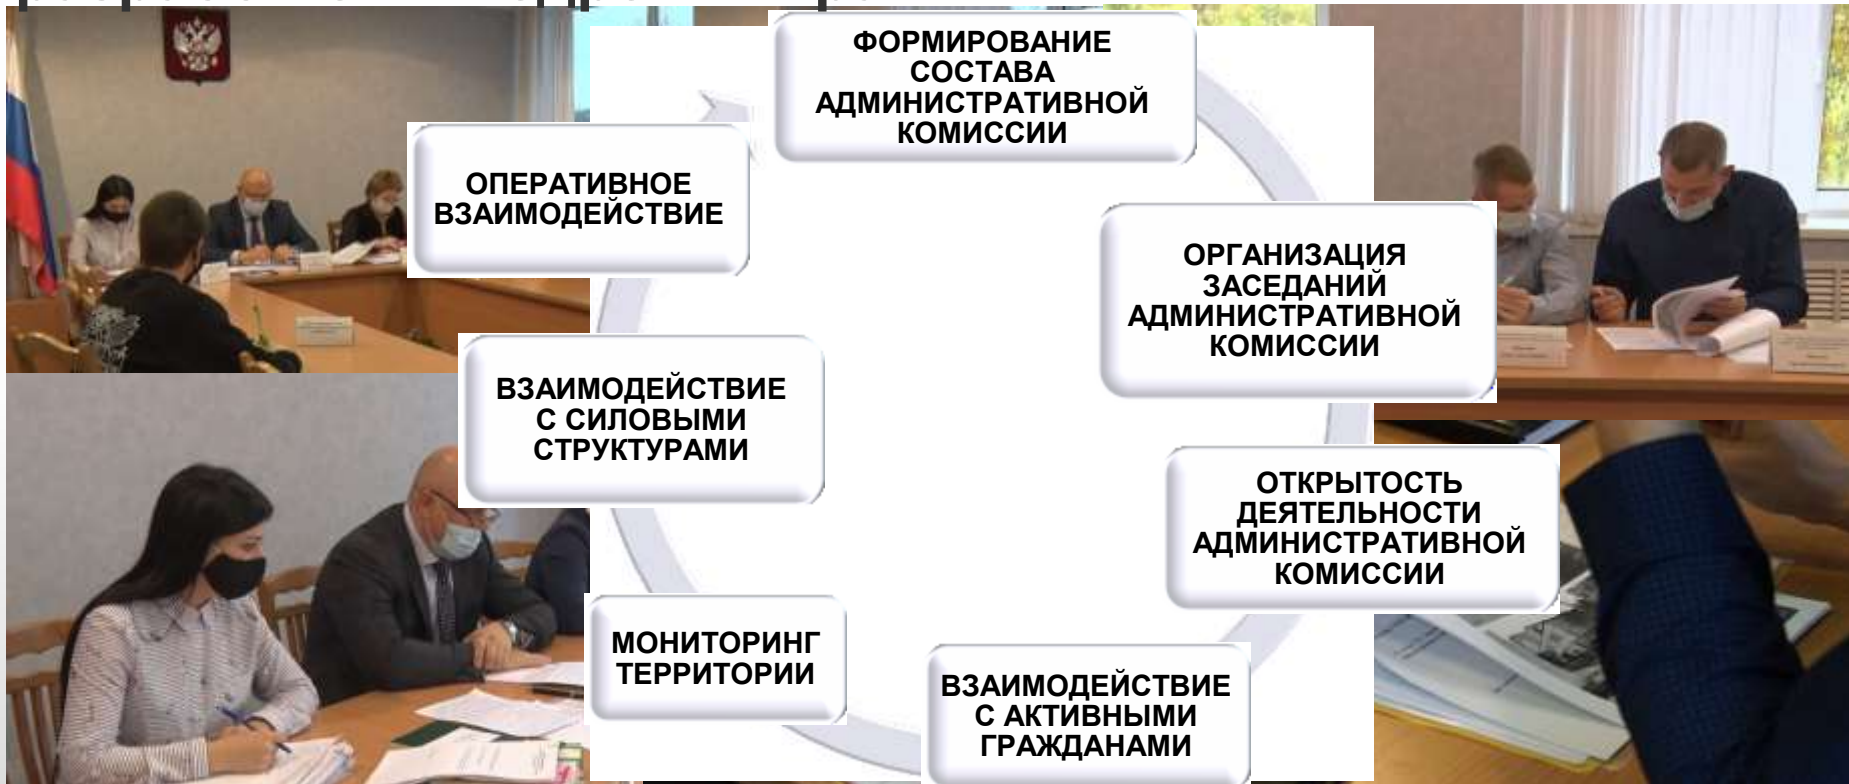 ФОРМИРОВАНИЕ
СОСТАВА
АДМИНИСТРАТИВНОЙ
КОМИССИИ
ОРГАНИЗАЦИЯ
ЗАСЕДАНИЙ
АДМИНИСТРАТИВНОЙ
КОМИССИИ
ОТКРЫТОСТЬ
ДЕЯТЕЛЬНОСТИ
АДМИНИСТРАТИВНОЙ
КОМИССИИ
ВЗАИМОДЕЙСТВИЕ
С АКТИВНЫМИ
ГРАЖДАНАМИ
МОНИТОРИНГ
ТЕРРИТОРИИ
ВЗАИМОДЕЙСТВИЕ
С СИЛОВЫМИ
СТРУКТУРАМИ
ОПЕРАТИВНОЕ
ВЗАИМОДЕЙСТВИЕ